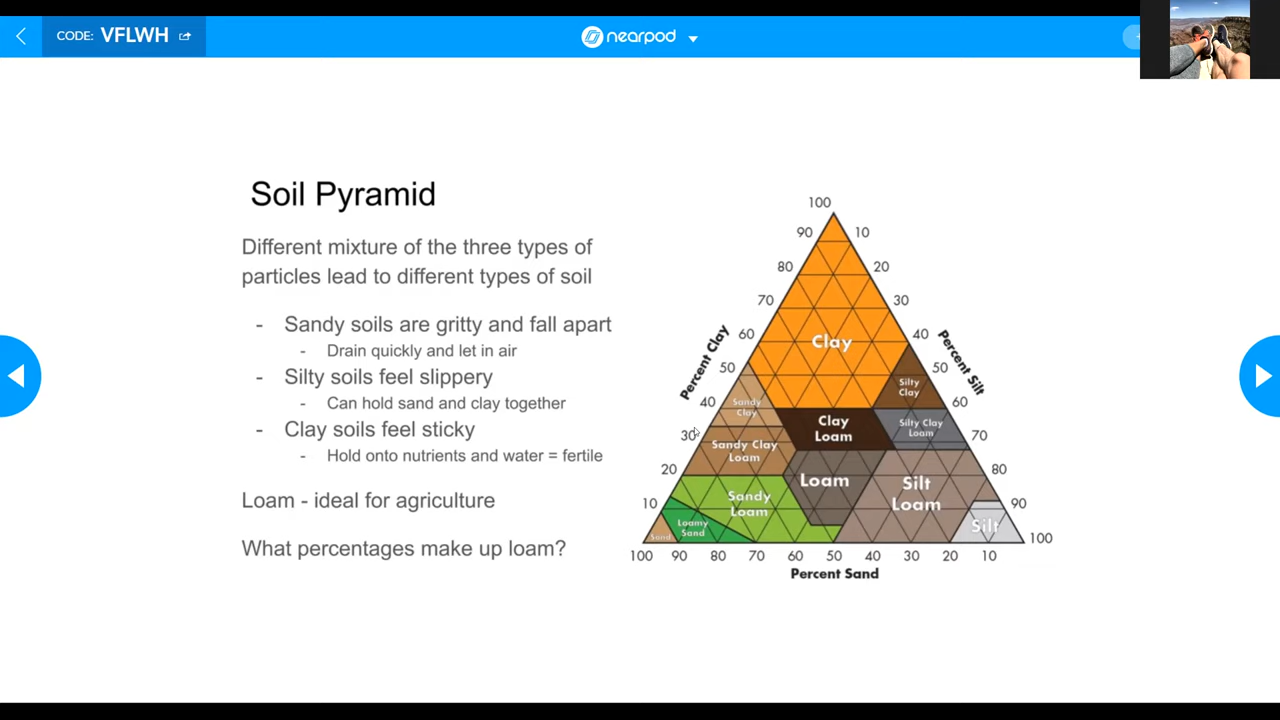 CODE: VFLWH
nearpod
Soil Pyramid
Different mixture of the three types of
particles lead to different types of soil
- Sandy soils are gritty and fall apart
- Drain quickly and let in air
- Silty soils feel slippery
- Can hold sand and clay together
- Clay soils feel sticky
- Hold onto nutrients and water = fertile
Loam - ideal for agriculture
What percentages make up loam?
100
90 10
80 20
70 30
60 40
50 50
40 60
30 70
20 80
10 90
100
Percent Clay
Percent Silt
Clay
Silty
Clay
Sandy
Clay
Clay
Loam
Silty Clay
Loam
Sandy Clay
Loam
Loam
Silt
Loam
Sandy
Loam
Loamy
Sand
Sand
Silt
100 90 80 70 60 50 40 30 20 10
Percent Sand